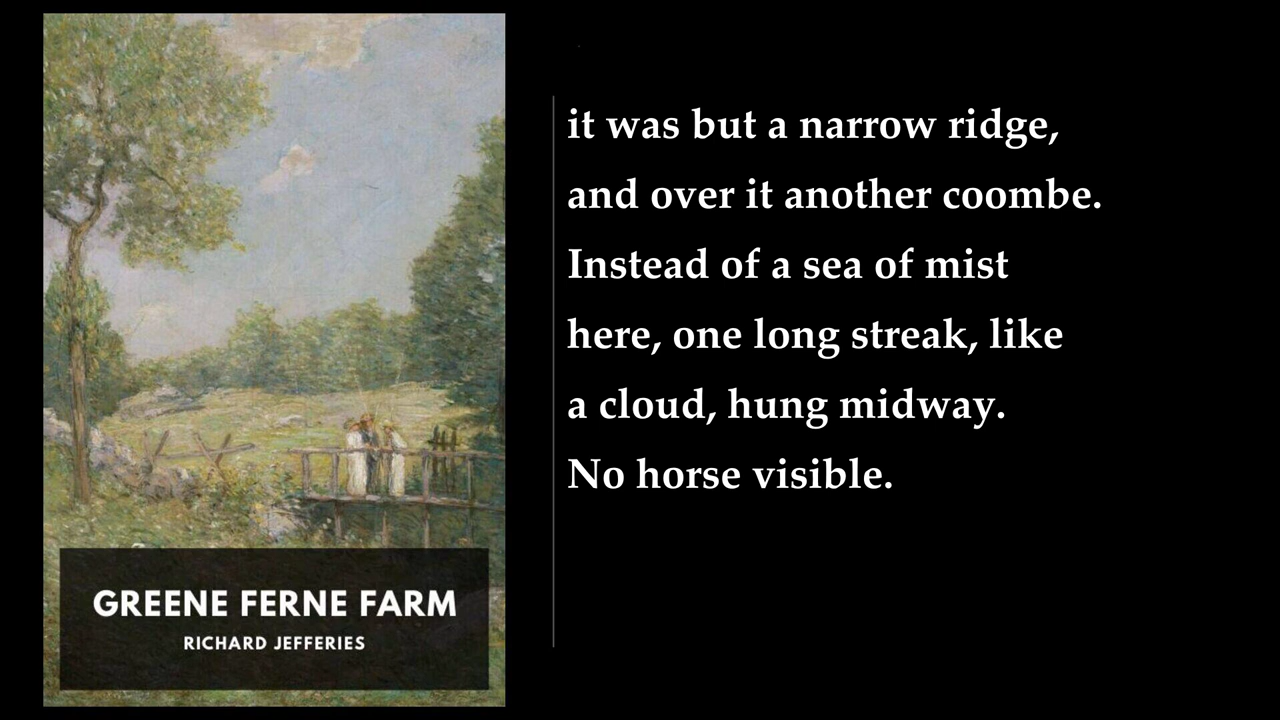 GREENE FERNE FARM
RICHARD JEFFERIES
it was but a narrow ridge,
and over it another coombe.
Instead of a sea of mist
here, one long streak, like
a cloud, hung midway.
No horse visible.